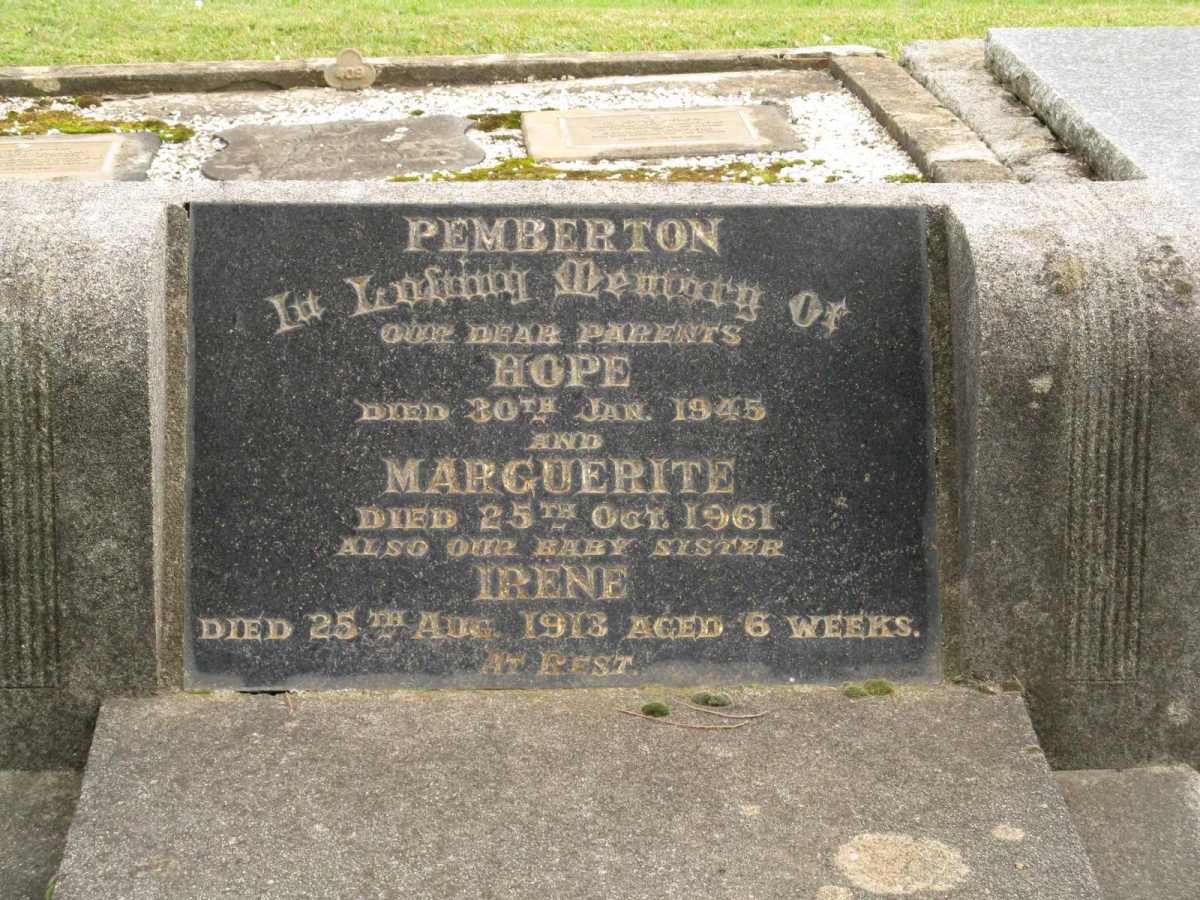 PEMBERTON
In Loving Memory Of
OUR DEAR PARENTS
HOPE
DIED 30TH JAN. 1945
AND
MARGUERITE
DIED 25TH OCT. 1961
ALSO OUR BABY SISTER
IRENE
DIED 25TH AUG. 1913 AGED 6 WEEKS.
AT REST.